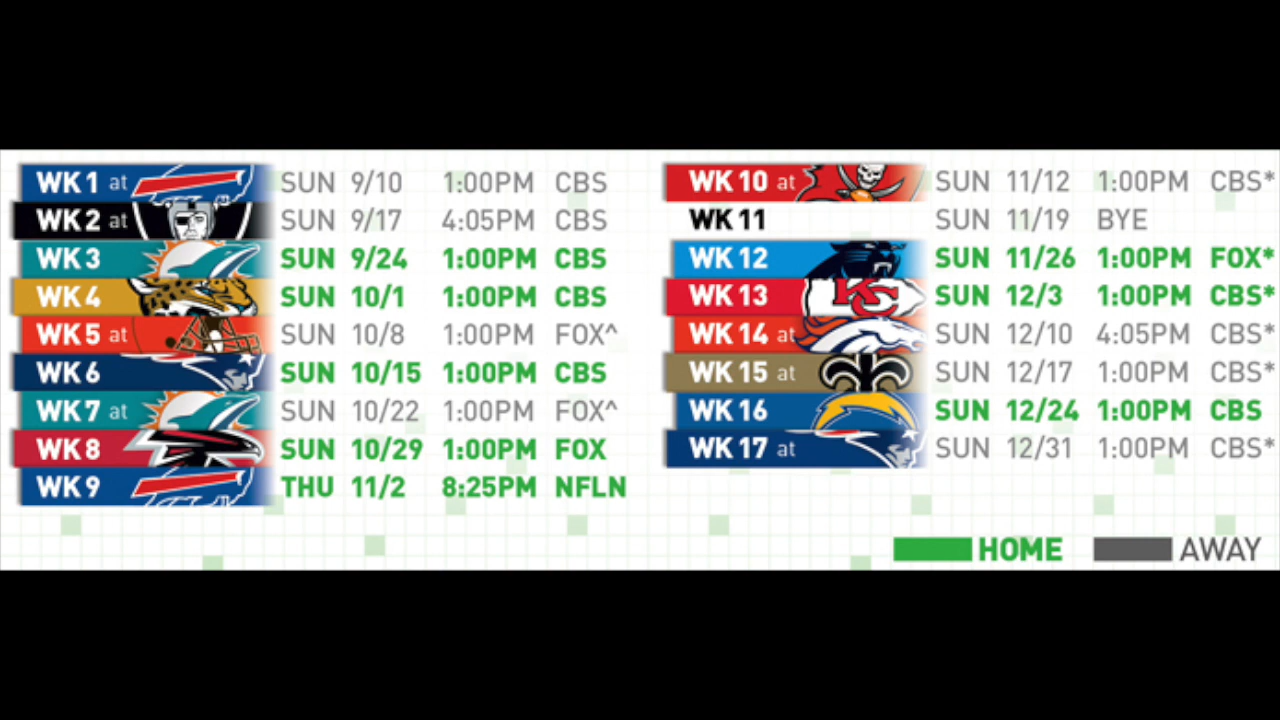 WK 1 at SUN 9/10 1:00PM CBS
WK 2 at SUN 9/17 4:05PM CBS
WK 3 SUN 9/24 1:00PM CBS
WK 4 SUN 10/1 1:00PM CBS
WK 5 at SUN 10/8 1:00PM FOX^
WK 6 SUN 10/15 1:00PM CBS
WK 7 at SUN 10/22 1:00PM FOX^
WK 8 SUN 10/29 1:00PM FOX
WK 9 THU 11/2 8:25PM NFLN
WK 10 at SUN 11/12 1:00PM CBS*
WK 11 SUN 11/19 BYE
WK 12 SUN 11/26 1:00PM FOX*
WK 13 KC SUN 12/3 1:00PM CBS*
WK 14 at SUN 12/10 4:05PM CBS*
WK 15 at SUN 12/17 1:00PM CBS*
WK 16 SUN 12/24 1:00PM CBS
WK 17 at SUN 12/31 1:00PM CBS*
HOME AWAY